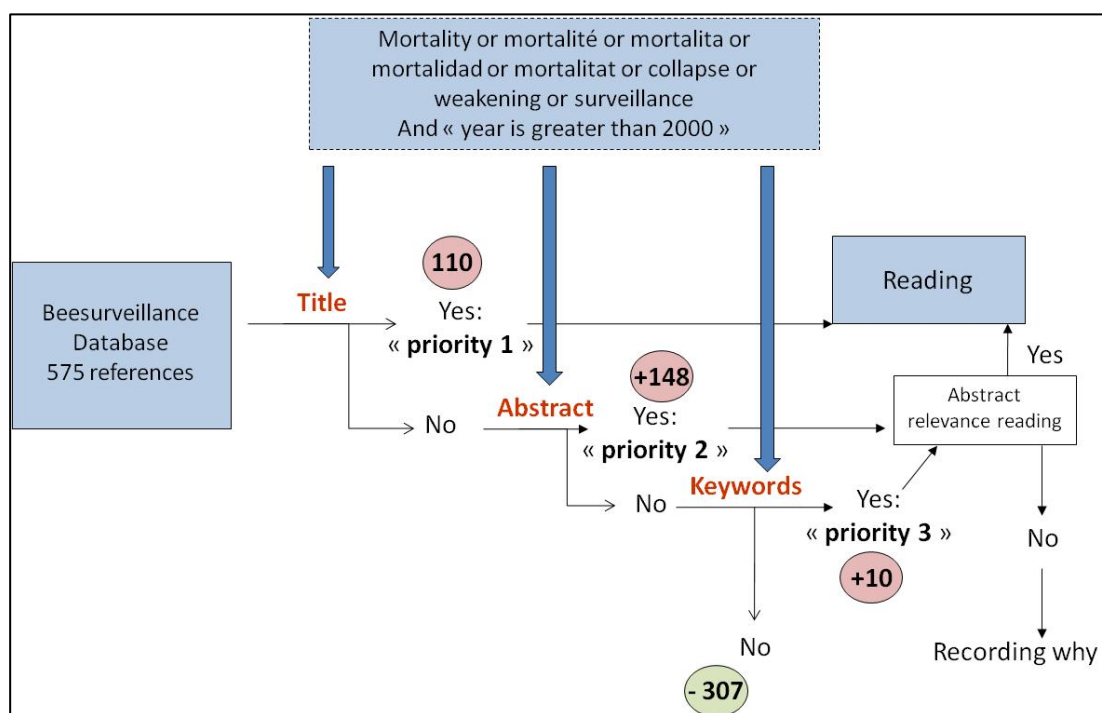 Mortality or mortalité or mortalita or
mortalidad or mortalitat or collapse or
weakening or surveillance
And « year is greater than 2000 »
Beesurveillance
Database
575 references
Title
110
Yes:
« priority 1 »
Reading
No
Abstract
+148
Yes:
« priority 2 »
Yes
Abstract
relevance reading
No
Keywords
Yes:
« priority 3 »
+10
No
Recording why
No
- 307